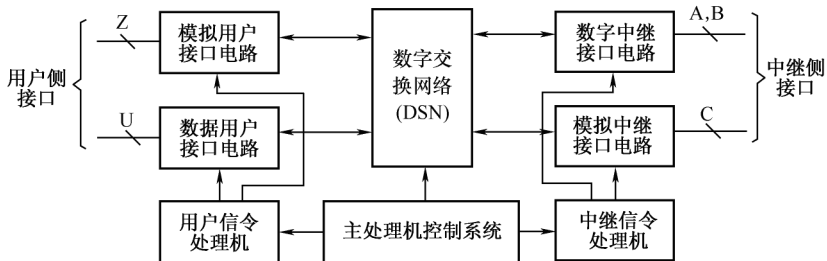 用户侧
接口
Z
U
模拟用户
接口电路
数据用户
接口电路
用户信令
处理机
数字交
换网络
(DSN)
主处理机控制系统
数字中继
接口电路
模拟中继
接口电路
中继信令
处理机
A,B
C
中继侧
接口